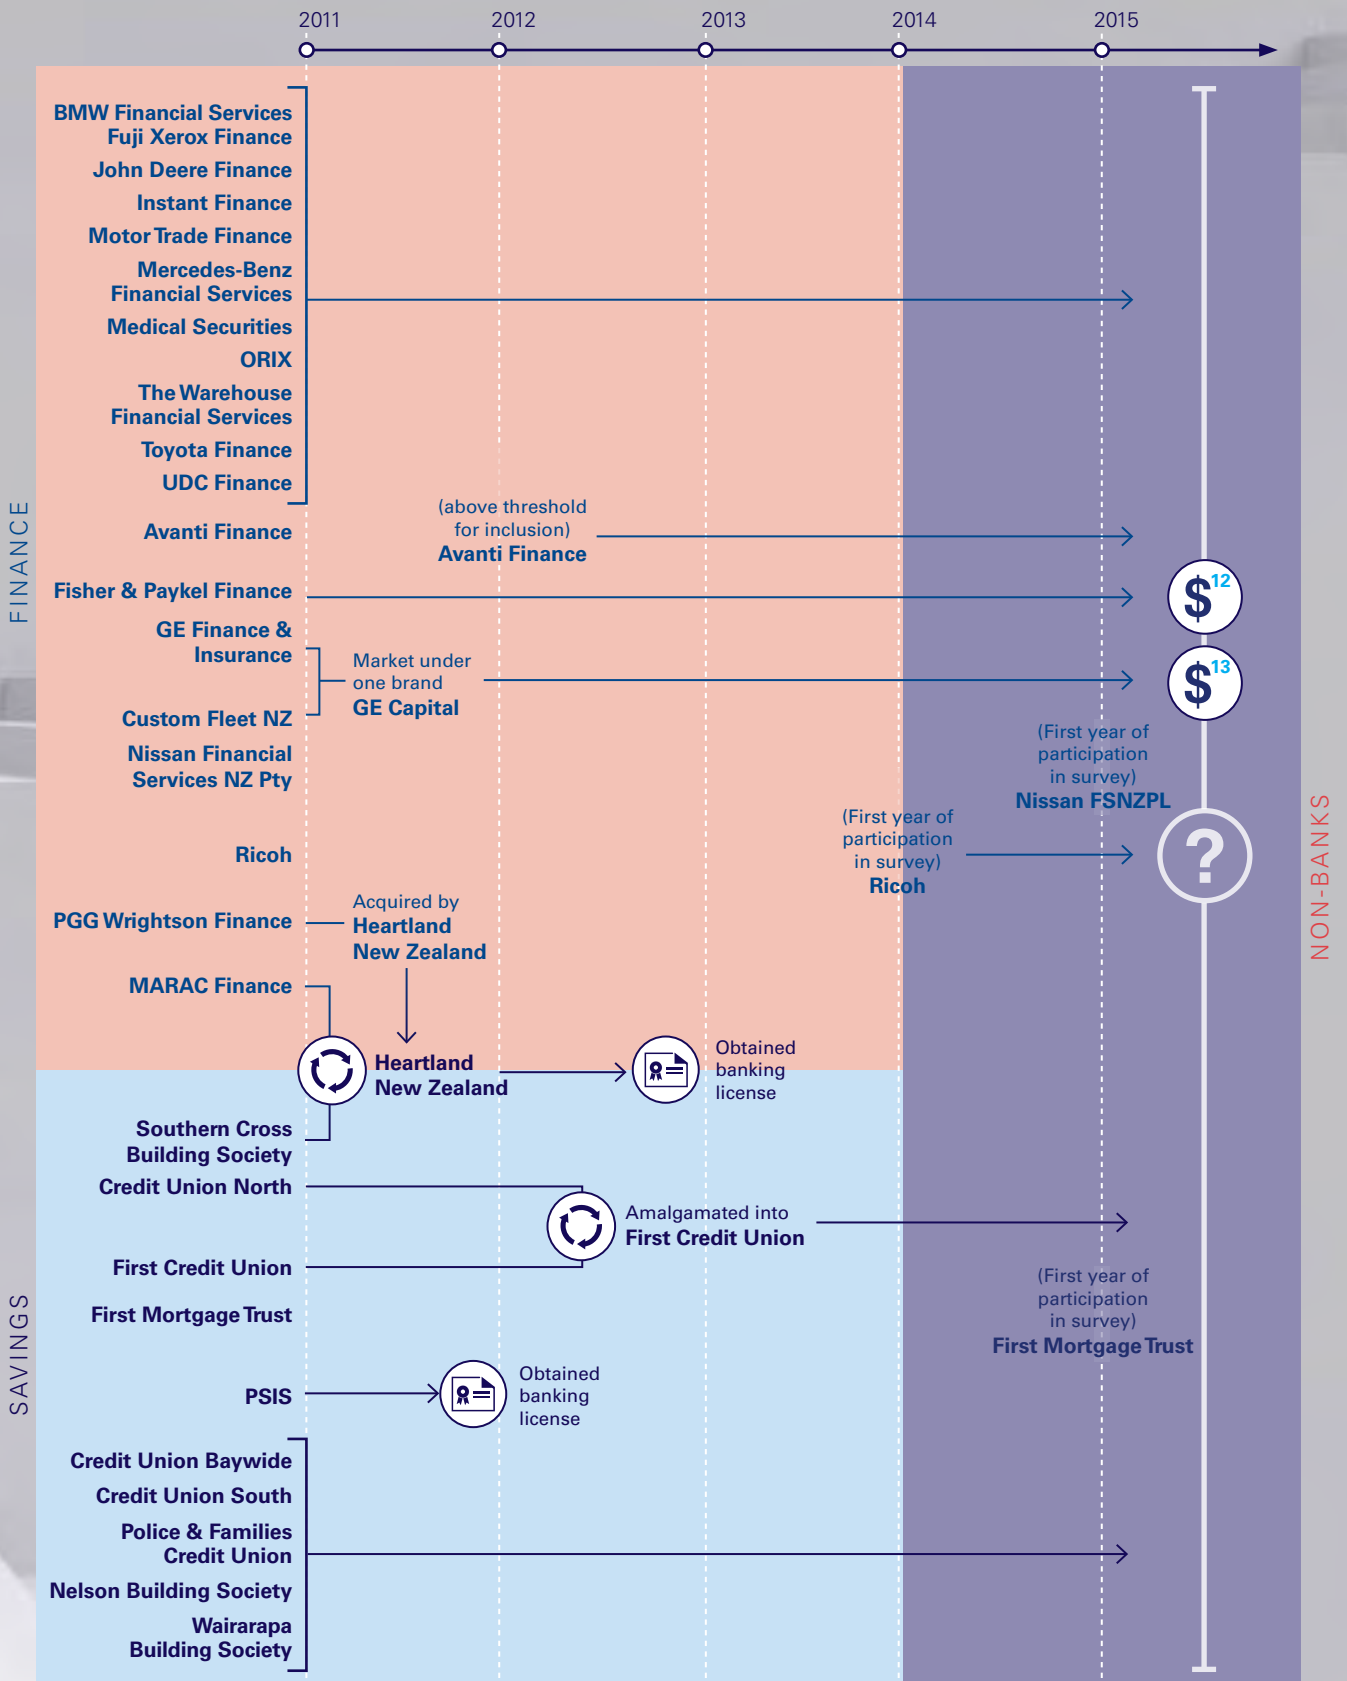 2011 2012 2013 2014 2015
BMW Financial Services
Fuji Xerox Finance
John Deere Finance
Instant Finance
Motor Trade Finance
Mercedes-Benz
Financial Services
Medical Securities
ORIX
The Warehouse
Financial Services
Toyota Finance
UDC Finance
FINANCE
Avanti Finance
(above threshold
for inclusion)
Avanti Finance
Fisher & Paykel Finance
$12
GE Finance &
Insurance
Custom Fleet NZ
Market under
one brand
GE Capital
$13
Nissan Financial
Services NZ Pty
(First year of
participation
in survey)
Nissan FSNZPL
Ricoh
(First year of
participation
in survey)
Ricoh
?
NON-BANKS
PGG Wrightson Finance
Acquired by
Heartland
New Zealand
MARAC Finance
Heartland
New Zealand
Obtained
banking
license
Southern Cross
Building Society
Credit Union North
Amalgamated into
First Credit Union
First Credit Union
SAVINGS
First Mortgage Trust
(First year of
participation
in survey)
First Mortgage Trust
PSIS
Obtained
banking
license
Credit Union Baywide
Credit Union South
Police & Families
Credit Union
Nelson Building Society
Wairarapa
Building Society